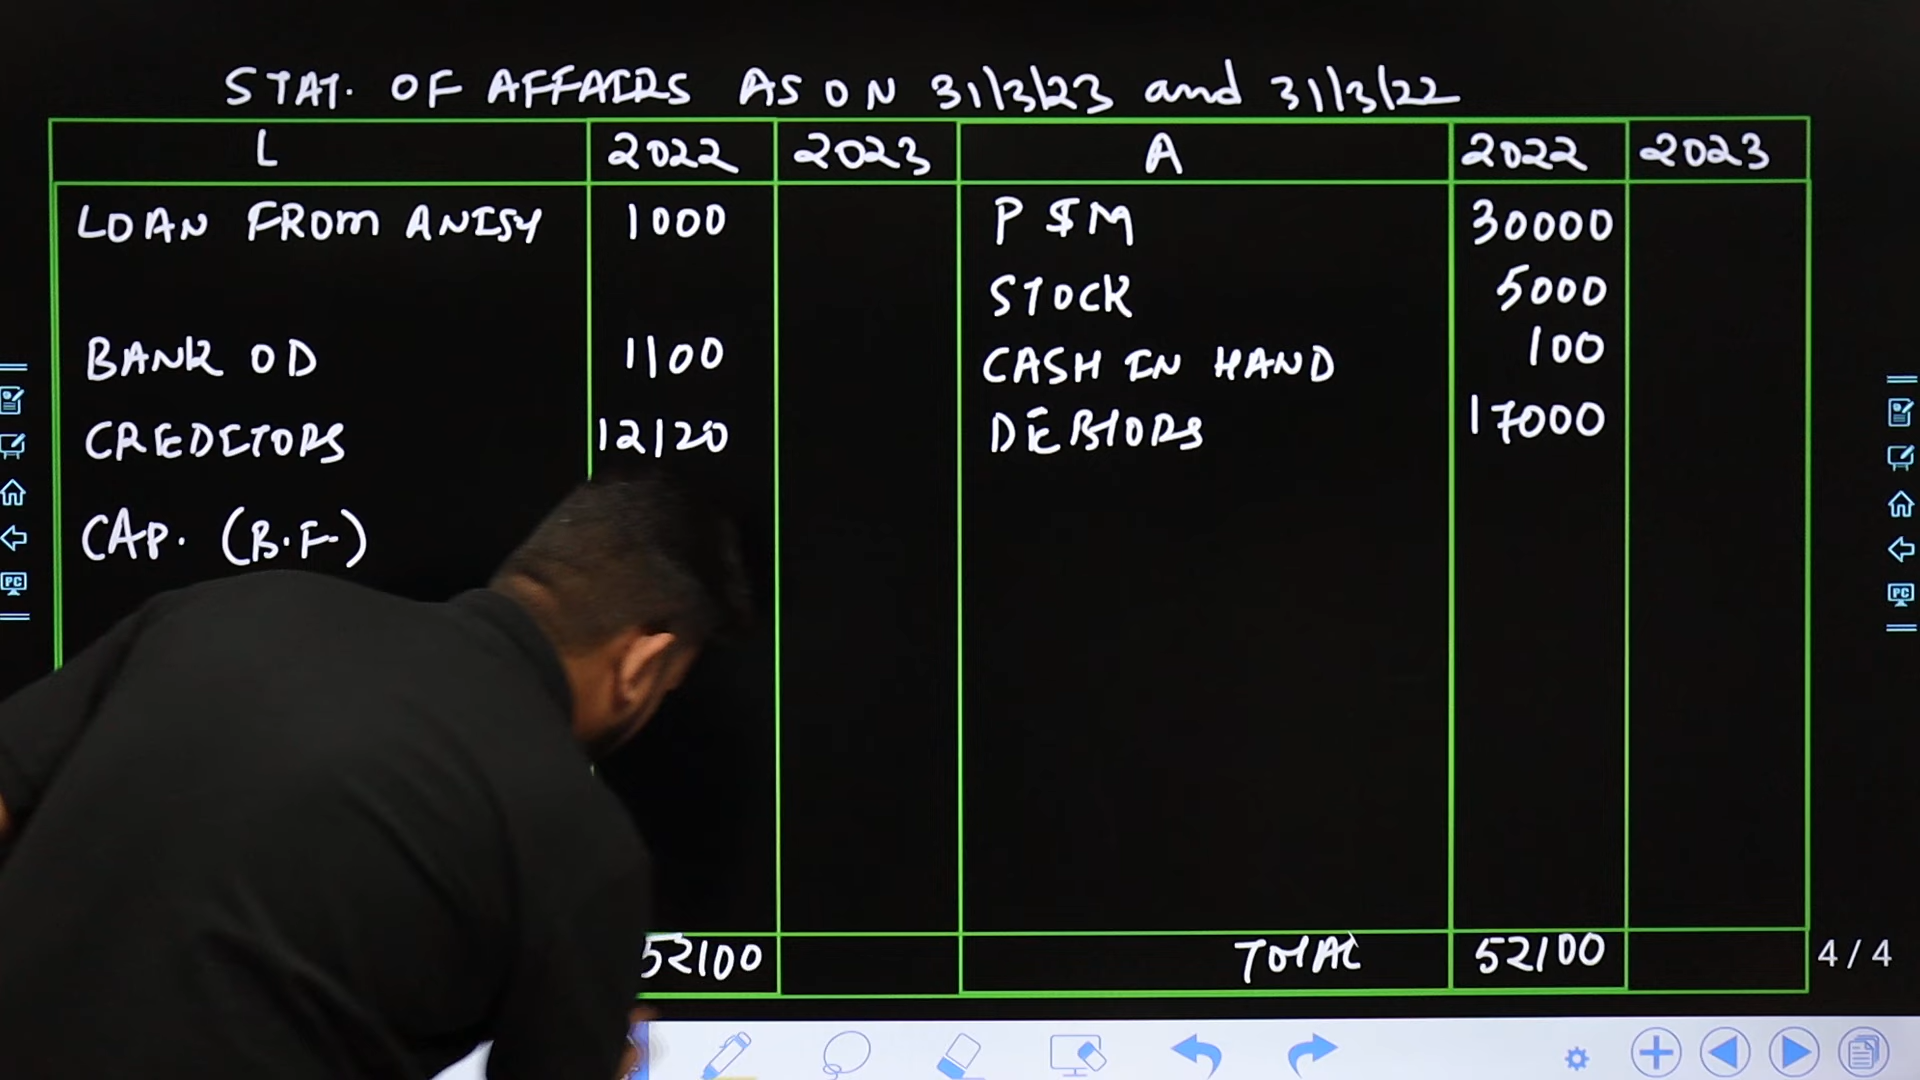 STAT. OF AFFAIRS AS ON 31/3/23 and 31/3/22
L 2022 2023 A 2022 2023
LOAN FROM ANISY 1000 P $ M 30000
STOCK 5000
BANK OD 1100 CASH IN HAND 100
CREDITORS 12120 DEBTORS 17000
CAP. (B.F.)
52100 TOTAL 52100
4 / 4
PC
PC